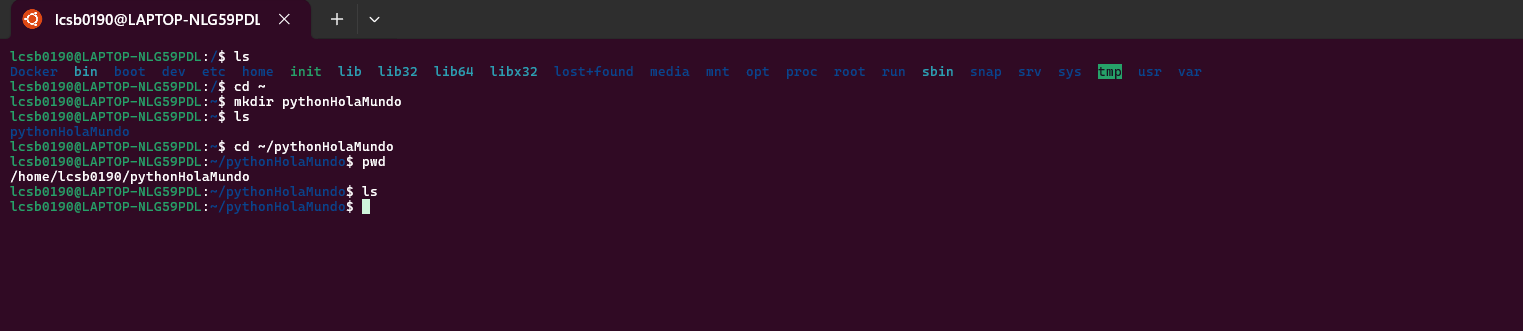 lcsb0190@LAPTOP-NLG59PDL
lcsb0190@LAPTOP-NLG59PDL:/$ ls
Docker bin boot dev etc home init lib lib32 lib64 libx32 lost+found media mnt opt proc root run sbin snap srv sys tmp usr var
lcsb0190@LAPTOP-NLG59PDL:/$ cd ~
lcsb0190@LAPTOP-NLG59PDL:~$ mkdir pythonHolaMundo
lcsb0190@LAPTOP-NLG59PDL:~$ ls
pythonHolaMundo
lcsb0190@LAPTOP-NLG59PDL:~$ cd ~/pythonHolaMundo
lcsb0190@LAPTOP-NLG59PDL:~/pythonHolaMundo$ pwd
/home/lcsb0190/pythonHolaMundo
lcsb0190@LAPTOP-NLG59PDL:~/pythonHolaMundo$ ls
lcsb0190@LAPTOP-NLG59PDL:~/pythonHolaMundo$